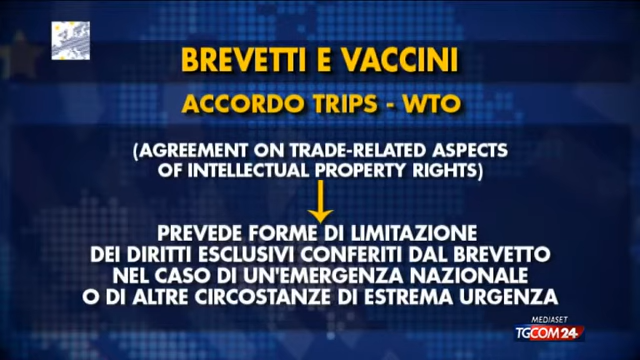 BREVETTI E VACCINI
ACCORDO TRIPS - WTO
(AGREEMENT ON TRADE-RELATED ASPECTS
OF INTELLECTUAL PROPERTY RIGHTS)
PREVEDE FORME DI LIMITAZIONE
DEI DIRITTI ESCLUSIVI CONFERITI DAL BREVETTO
NEL CASO DI UN'EMERGENZA NAZIONALE
O DI ALTRE CIRCOSTANZE DI ESTREMA URGENZA
MEDIASET
TGCOM24